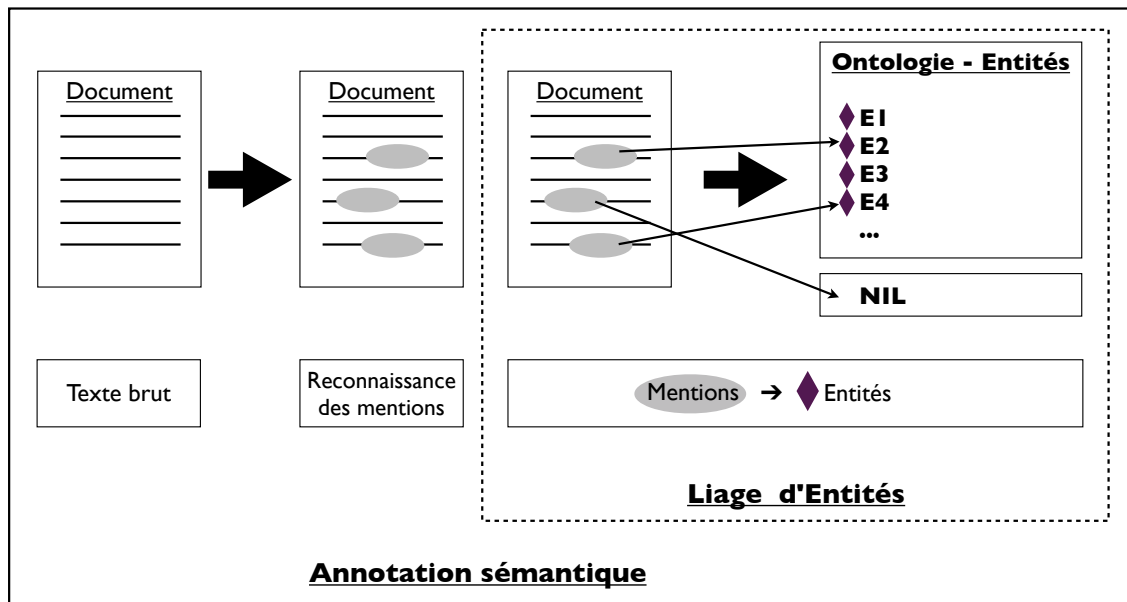 Document
Document
Document
Ontologie - Entités
E1
E2
E3
E4
...
NIL
Texte brut
Reconnaissance
des mentions
Mentions ➔ Entités
Liage d'Entités
Annotation sémantique